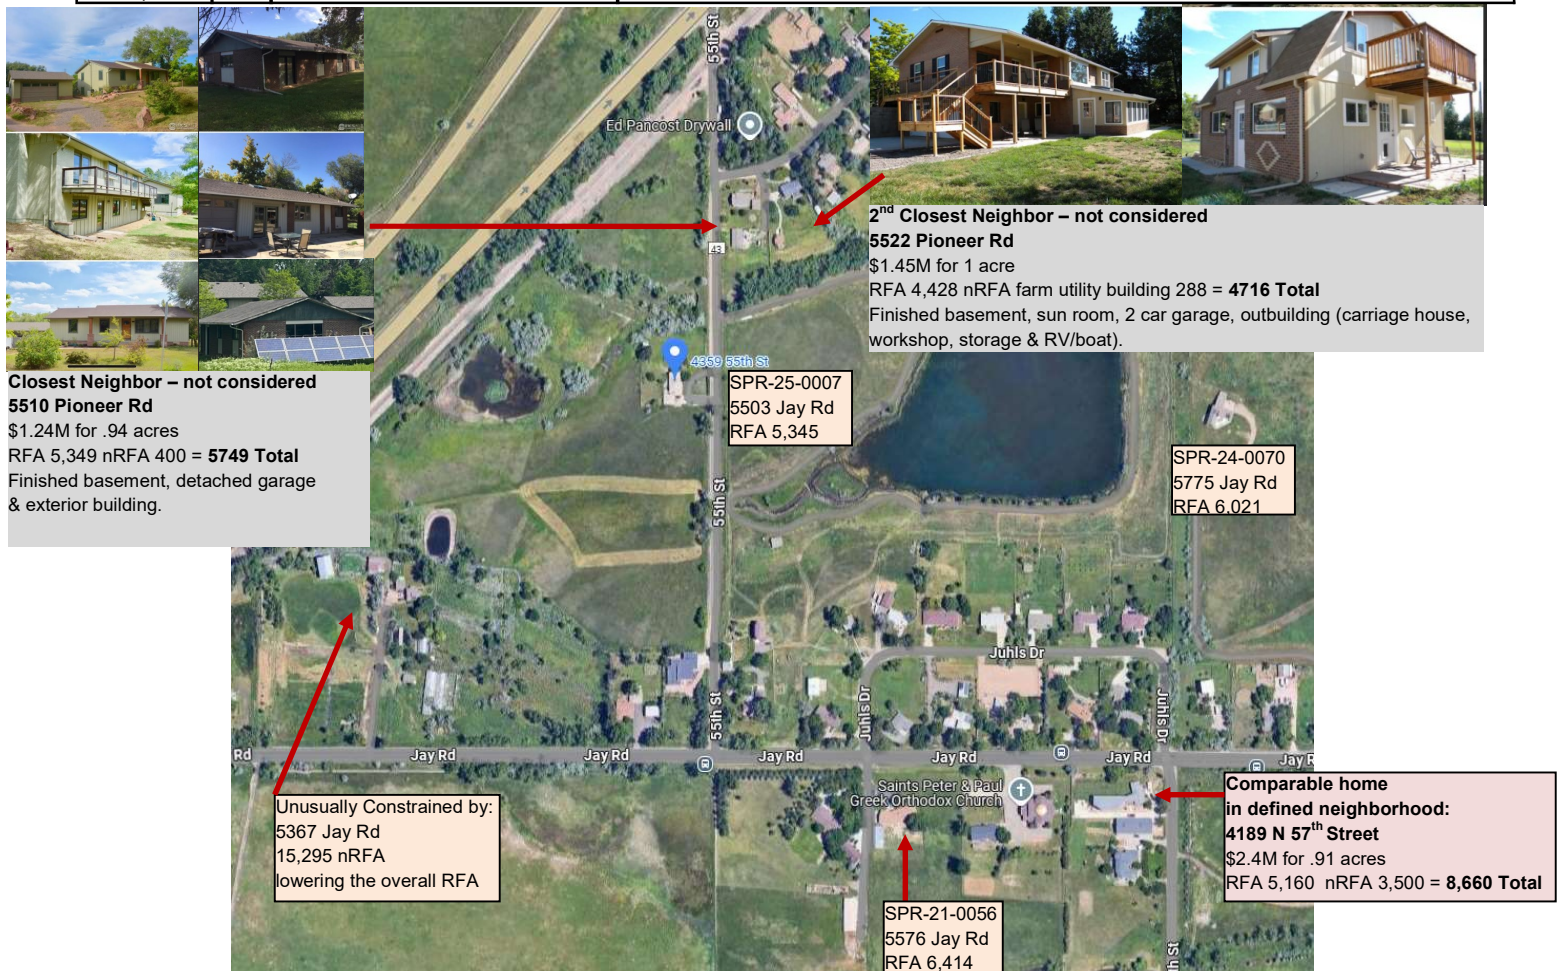 55th St
Ed Pancost Drywall
43
2nd Closest Neighbor – not considered
5522 Pioneer Rd
$1.45M for 1 acre
RFA 4,428 nRFA farm utility building 288 = 4716 Total
Finished basement, sun room, 2 car garage, outbuilding (carriage house,
workshop, storage & RV/boat).
Closest Neighbor – not considered
5510 Pioneer Rd
$1.24M for .94 acres
RFA 5,349 nRFA 400 = 5749 Total
Finished basement, detached garage
& exterior building.
4359 55th St
SPR-25-0007
5503 Jay Rd
RFA 5,345
SPR-24-0070
5775 Jay Rd
RFA 6,021
55th St
Juhls Dr
55th St
Juhls Dr
Juhls Dr
Rd
Jay Rd
Jay Rd
Jay Rd
Jay Rd
Jay Rd
Jay R
Saints Peter & Paul
Greek Orthodox Church
Unusually Constrained by:
5367 Jay Rd
15,295 nRFA
lowering the overall RFA
Comparable home
in defined neighborhood:
4189 N 57th Street
$2.4M for .91 acres
RFA 5,160 nRFA 3,500 = 8,660 Total
SPR-21-0056
5576 Jay Rd
RFA 6,414
th St